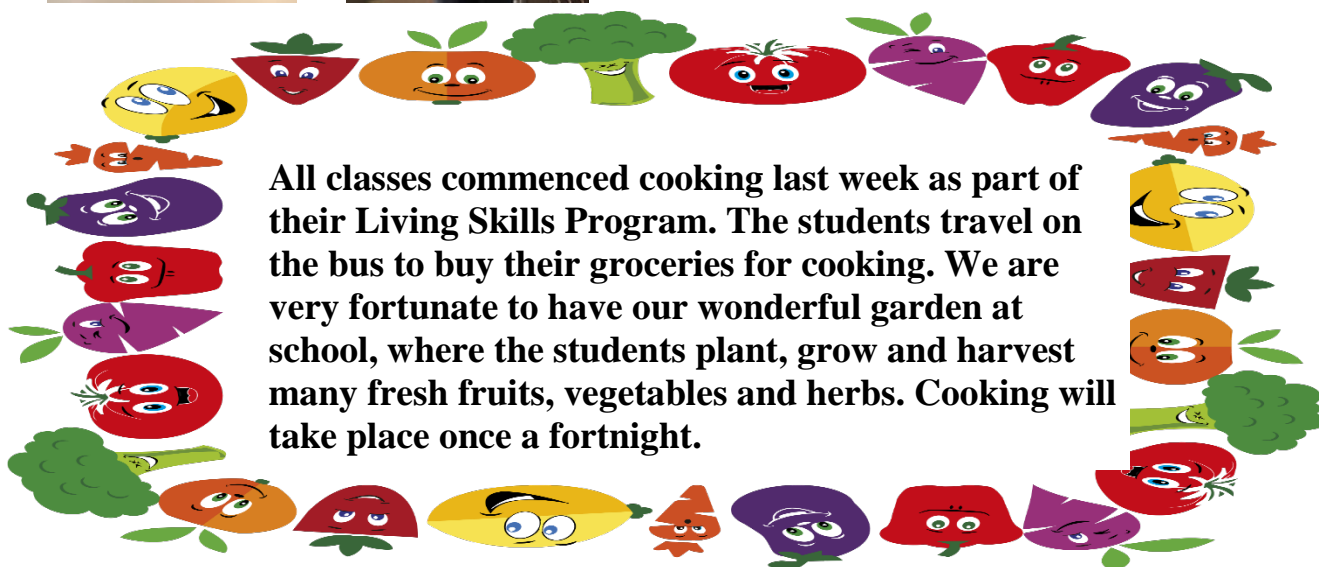 All classes commenced cooking last week as part of
their Living Skills Program. The students travel on
the bus to buy their groceries for cooking. We are
very fortunate to have our wonderful garden at
school, where the students plant, grow and harvest
many fresh fruits, vegetables and herbs. Cooking will
take place once a fortnight.